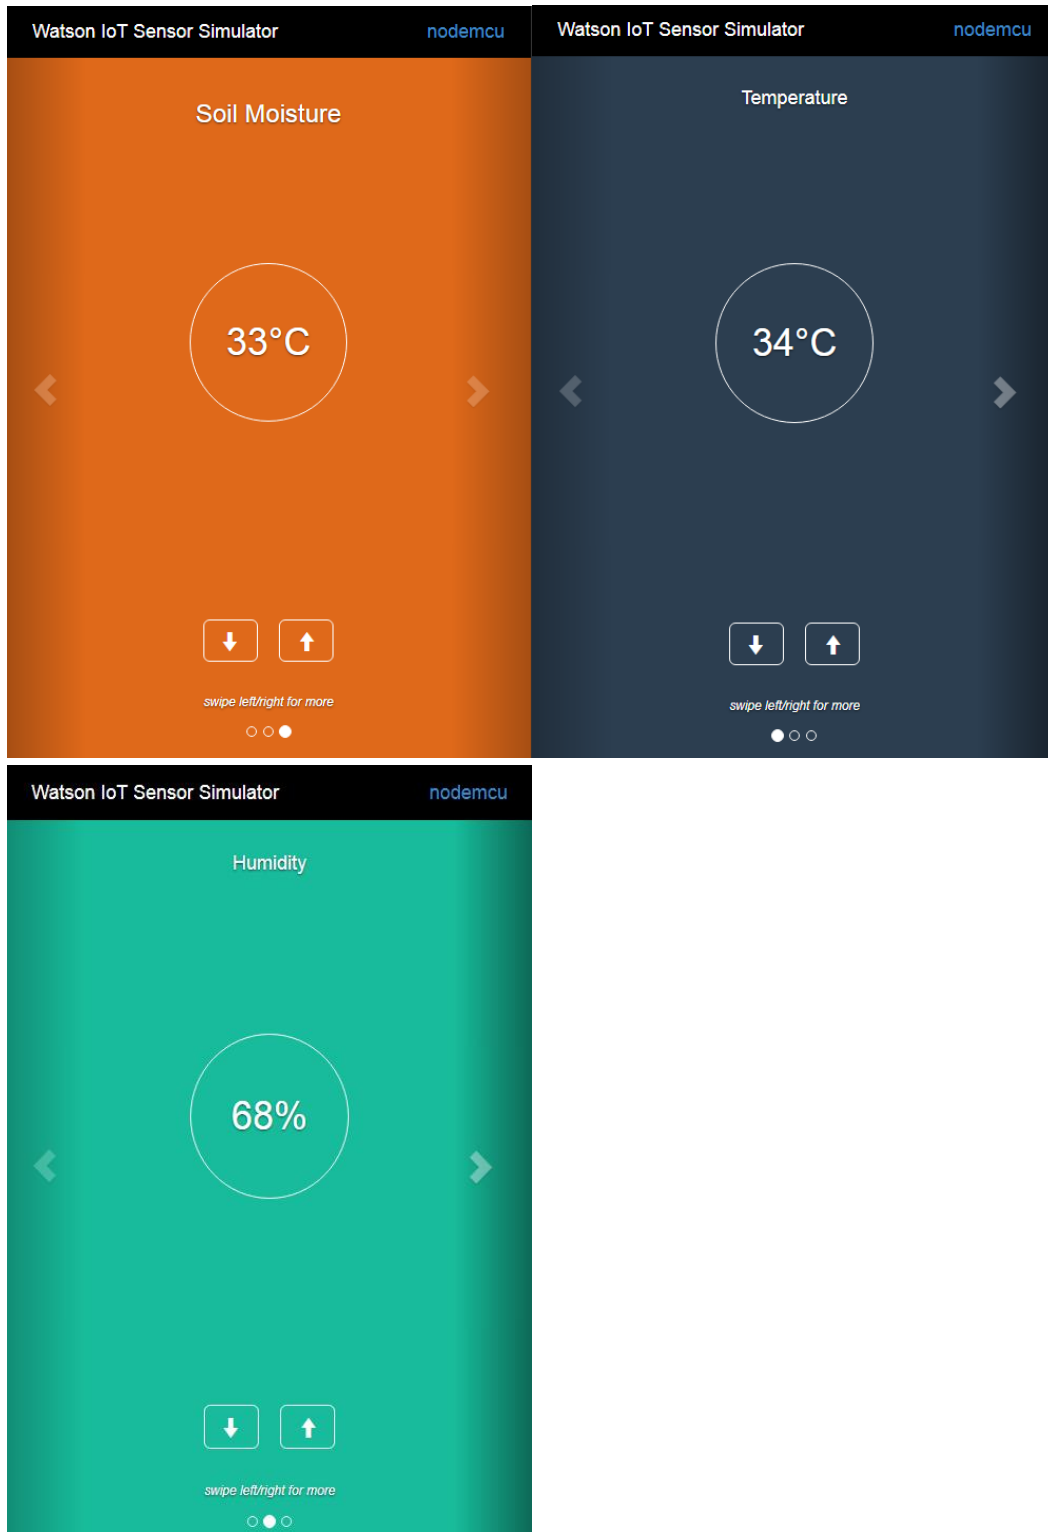 Watson IoT Sensor Simulator nodemcu
Soil Moisture
33°C
swipe left/right for more
Watson IoT Sensor Simulator nodemcu
Temperature
34°C
swipe left/right for more
Watson IoT Sensor Simulator nodemcu
Humidity
68%
swipe left/right for more